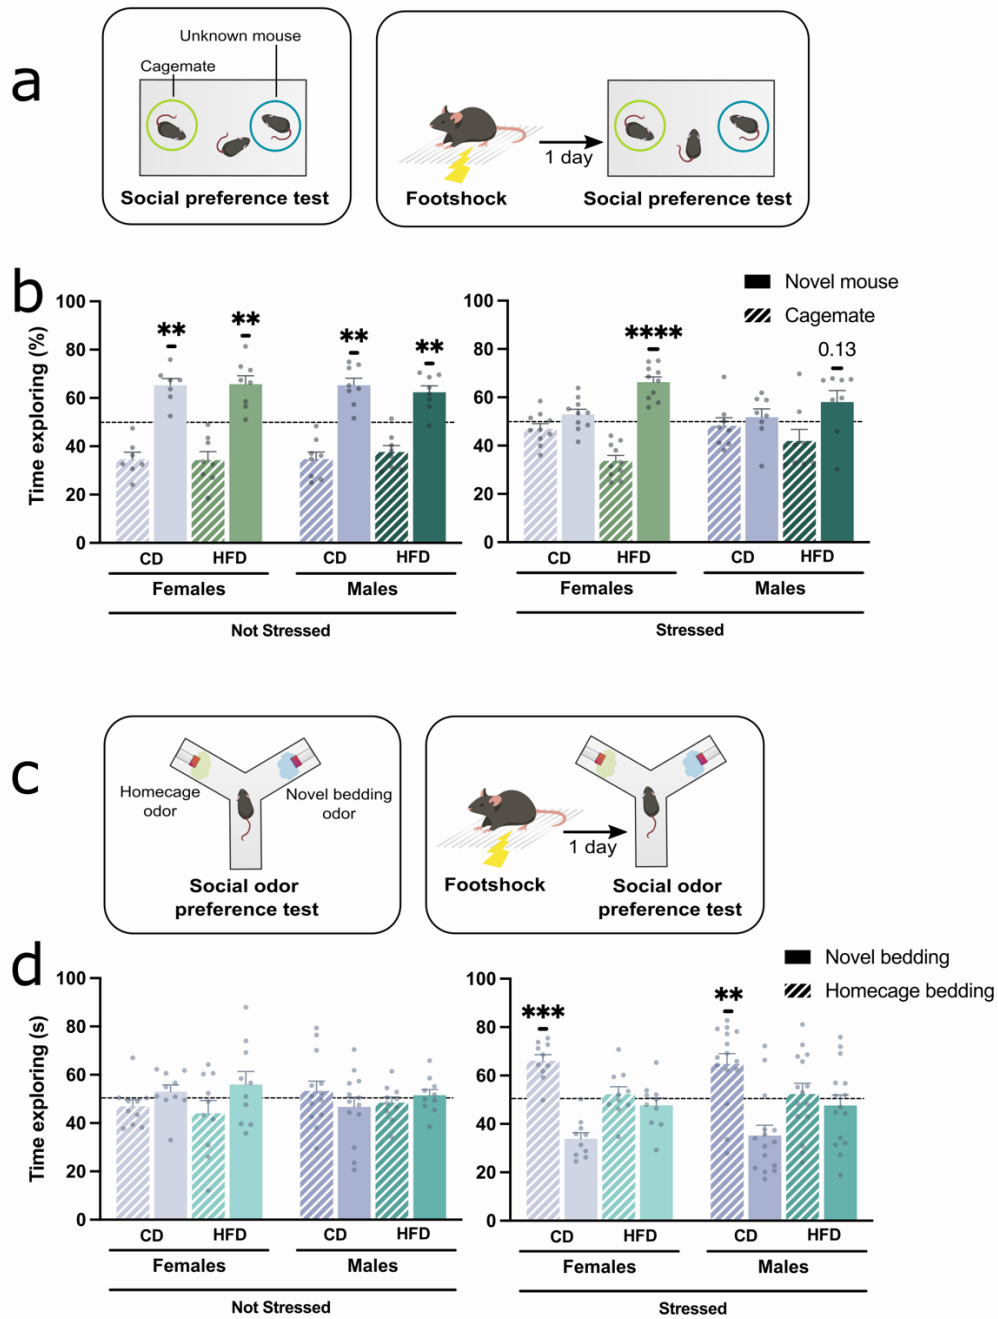 a
Unknown mouse
Cagemate
Social preference test
1 day
Footshock
Social preference test
b
Novel mouse
Cagemate
Time exploring (%)
100
80
60
40
20
0
**
**
**
**
CD
HFD
CD
HFD
Females
Males
Not Stressed
100
80
60
40
20
0
****
0.13
CD
HFD
CD
HFD
Females
Males
Stressed
c
Homecage
odor
Novel bedding
odor
Social odor
preference test
1 day
Footshock
Social odor
preference test
d
Novel bedding
Homecage bedding
Time exploring (s)
100
80
60
40
20
0
CD
HFD
CD
HFD
Females
Males
Not Stressed
100
80
60
40
20
0
***
**
CD
HFD
CD
HFD
Females
Males
Stressed